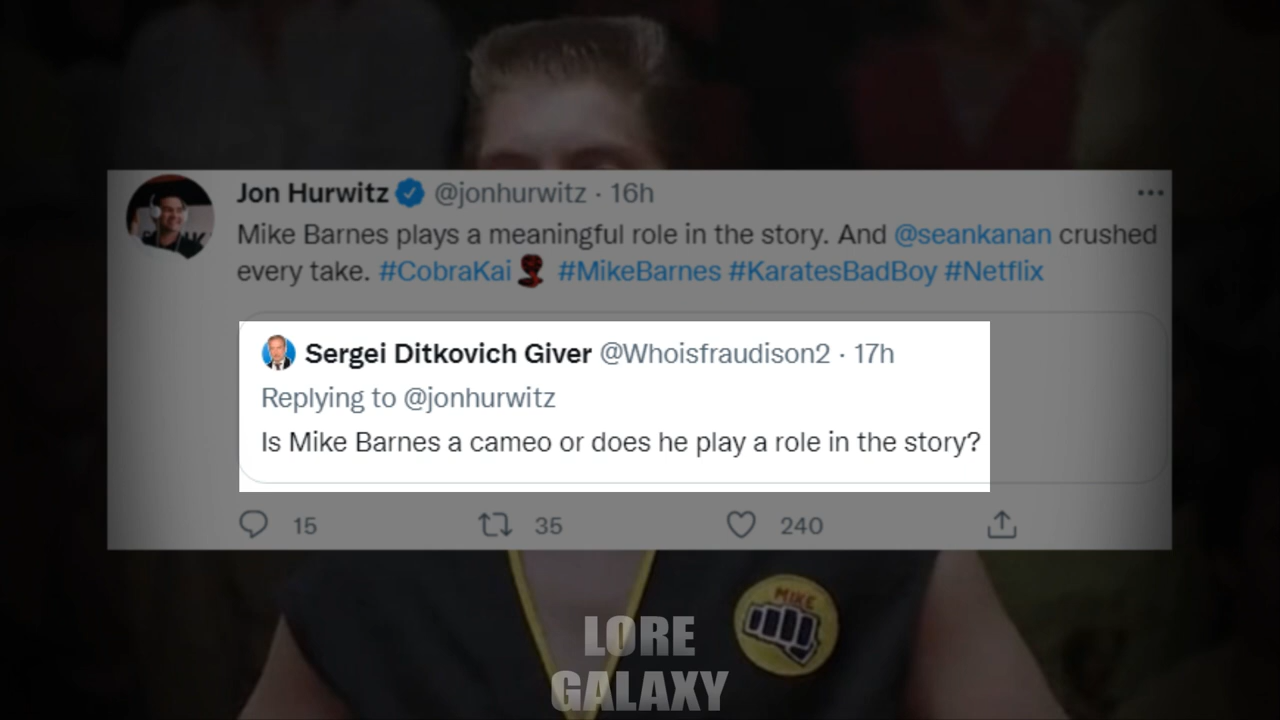 Jon Hurwitz @jonhurwitz · 16h
Mike Barnes plays a meaningful role in the story. And @seankanan crushed
every take. #CobraKai #MikeBarnes #KaratesBadBoy #Netflix
Sergei Ditkovich Giver @Whoisfraudison2 · 17h
Replying to @jonhurwitz
Is Mike Barnes a cameo or does he play a role in the story?
15 35 240
MIKE
LORE
GALAXY